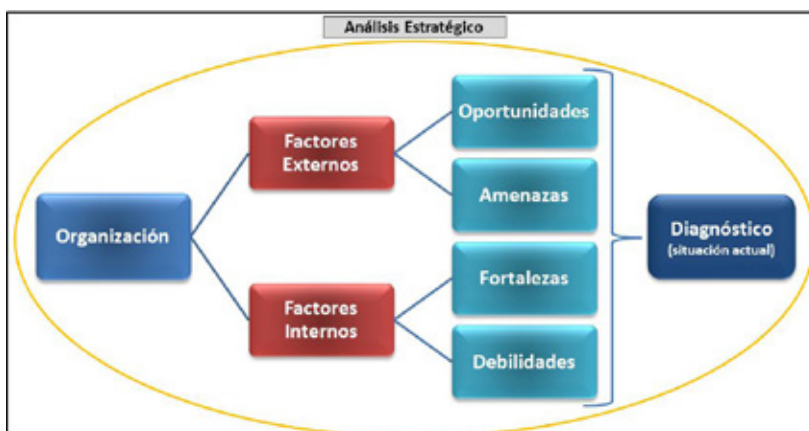 Análisis Estratégico
Organización
Factores
Externos
Factores
Internos
Oportunidades
Amenazas
Fortalezas
Debilidades
Diagnóstico
(situación actual)